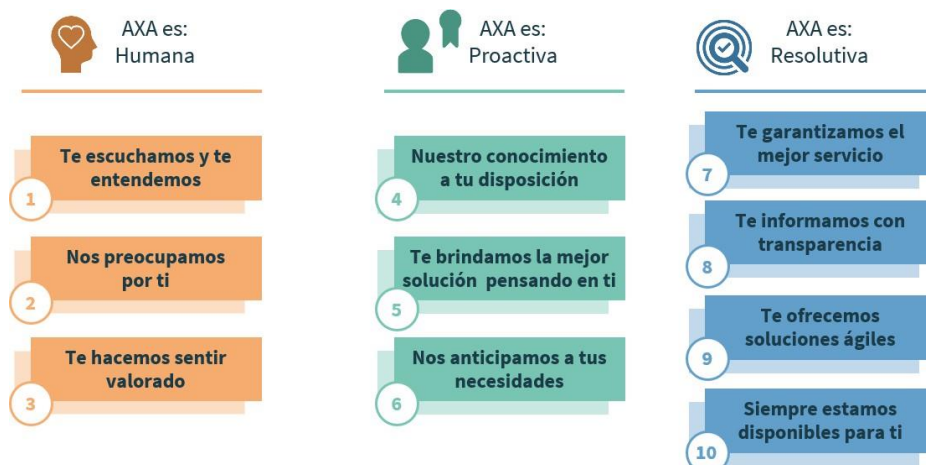 AXA es:
Humana
Te escuchamos y te
entendemos
1
Nos preocupamos
por ti
2
Te hacemos sentir
valorado
3
AXA es:
Proactiva
Nuestro conocimiento
a tu disposición
4
Te brindamos la mejor
solución pensando en ti
5
Nos anticipamos a tus
necesidades
6
AXA es:
Resolutiva
Te garantizamos el
mejor servicio
7
Te informamos con
transparencia
8
Te ofrecemos
soluciones ágiles
9
Siempre estamos
disponibles para ti
10